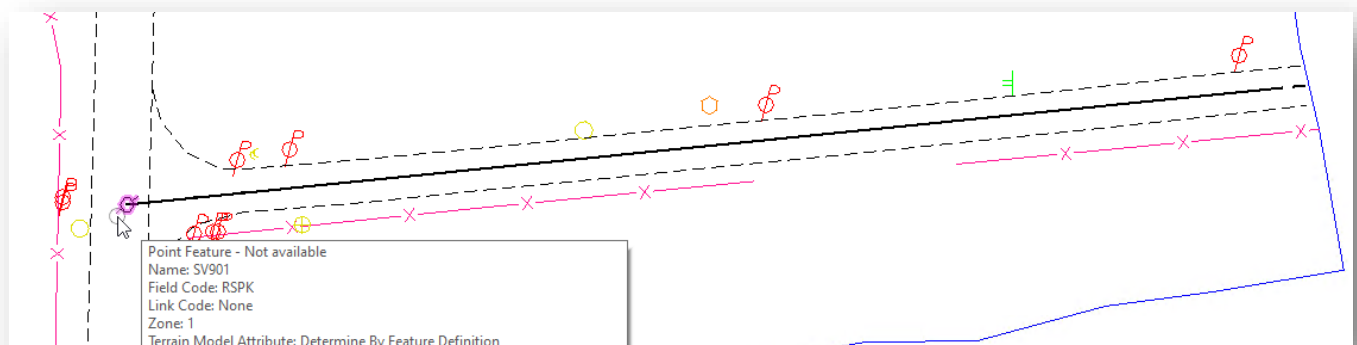 Point Feature - Not available
Name: SV901
Field Code: RSPK
Link Code: None
Zone: 1
Terrain Model Attribute: Determine By Feature Definition